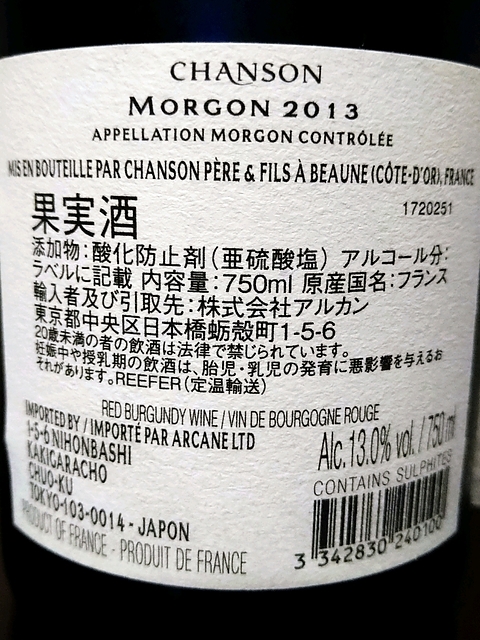 CHANSON
MORGON 2013
APPELLATION MORGON CONTRÔLÉE
MIS EN BOUTEILLE PAR CHANSON PÈRE & FILS À BEAUNE (CÔTE-D'OR), FRANCE
果実酒
1720251
添加物:酸化防止剤(亜硫酸塩) アルコール分:
ラベルに記載 内容量:750ml 原産国名:フランス
輸入者及び引取先:株式会社アルカン
東京都中央区日本橋蛎殻町1-5-6
20歳未満の者の飲酒は法律で禁じられています。
妊娠中や授乳期の飲酒は、胎児・乳児の発育に悪影響を与えるお
それがあります。REEFER(定温輸送)
RED BURGUNDY WINE / VIN DE BOURGOGNE ROUGE
IMPORTED BY / IMPORTÉ PAR ARCANE LTD
1-5-6 NIHONBASHI
KAKIGARACHO
CHUO-KU
TOKYO-103-0014 - JAPON
PRODUCT OF FRANCE - PRODUIT DE FRANCE
Alc. 13.0% vol. / 750 ml
CONTAINS SULPHITES
3 342830 240100